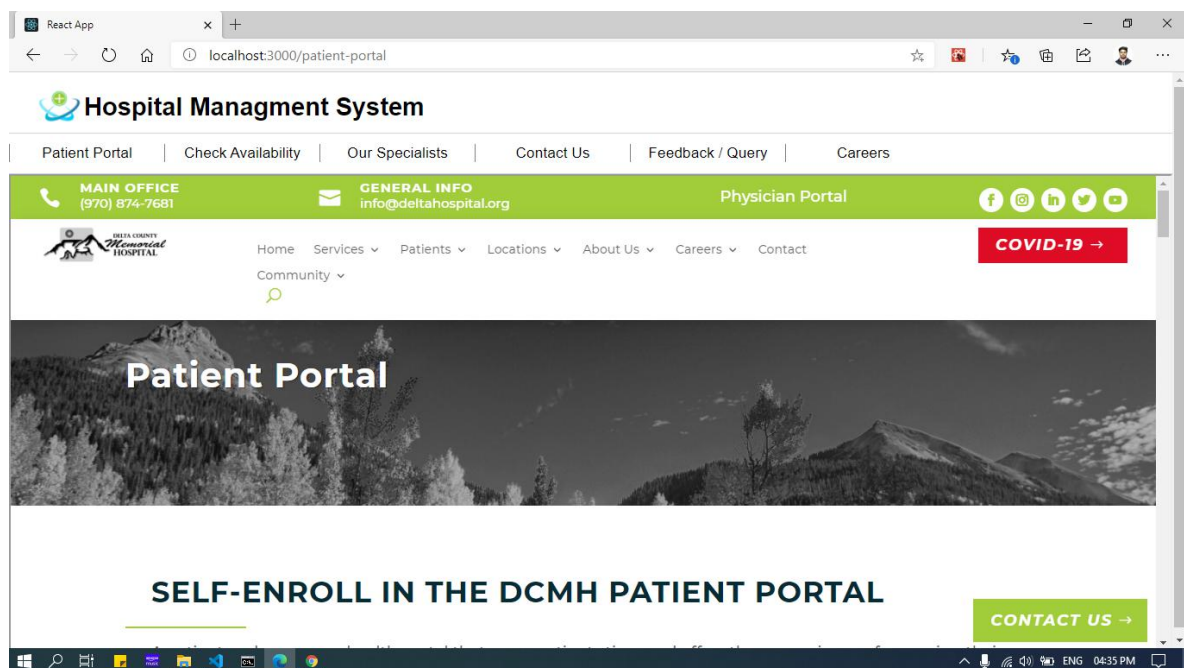 React App
localhost:3000/patient-portal
Hospital Managment System
Patient Portal Check Availability Our Specialists Contact Us Feedback / Query Careers
MAIN OFFICE
(970) 874-7681
GENERAL INFO
info@deltahospital.org
Physician Portal
DELTA COUNTY
Memorial
HOSPITAL
Home Services Patients Locations About Us Careers Contact
Community
COVID-19 →
Patient Portal
SELF-ENROLL IN THE DCMH PATIENT PORTAL
CONTACT US →
ENG 04:35 PM